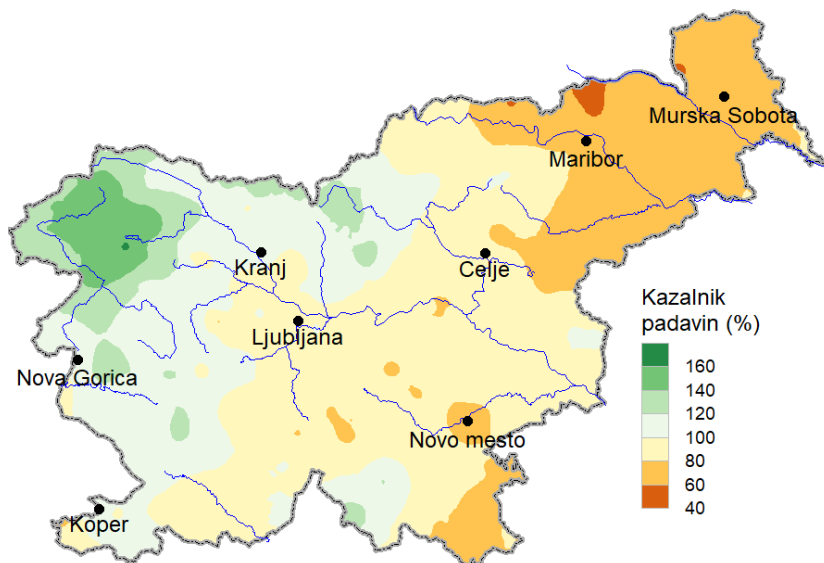 Murska Sobota
Maribor
Kranj
Celje
Ljubljana
Nova Gorica
Novo mesto
Koper
Kazalnik
padavin (%)
160
140
120
100
80
60
40